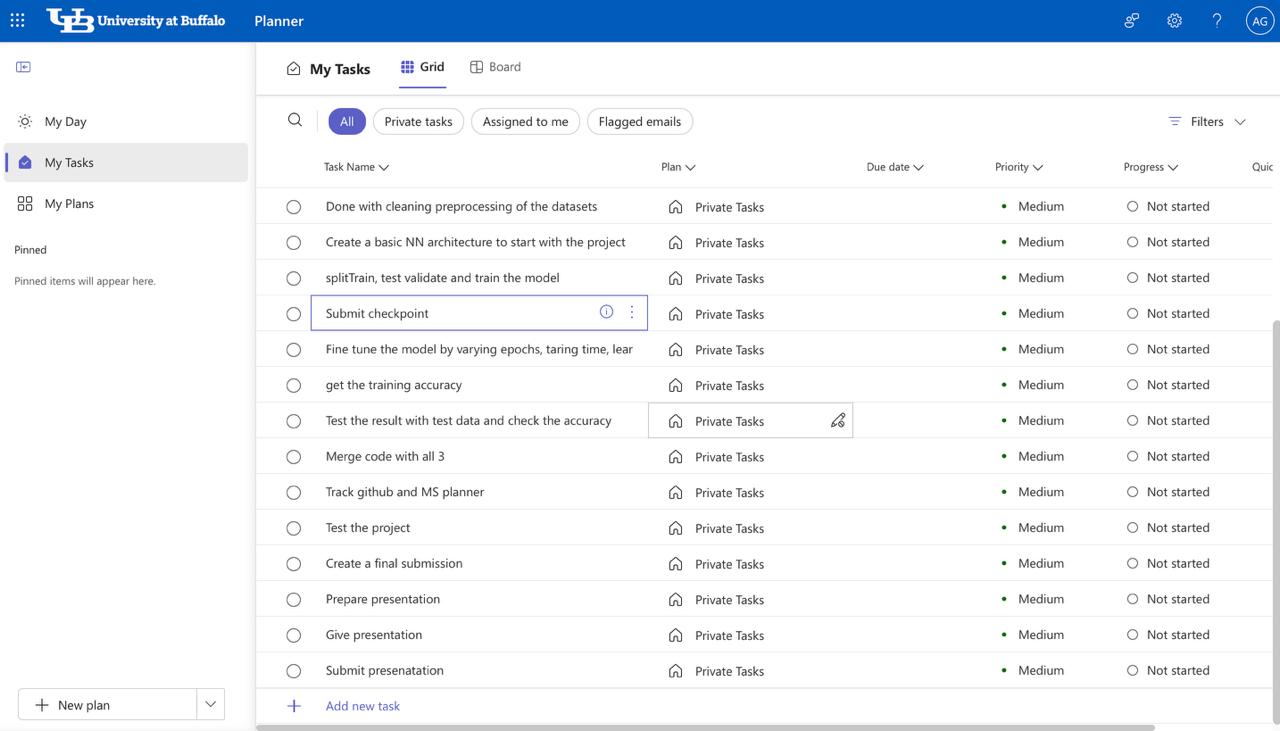 UB University at Buffalo
Planner
AG
My Day
My Tasks
My Plans
Pinned
Pinned items will appear here.
New plan
My Tasks
Grid
Board
All
Private tasks
Assigned to me
Flagged emails
Filters
Task Name Plan Due date Priority Progress Quic
Done with cleaning preprocessing of the datasets Private Tasks Medium Not started
Create a basic NN architecture to start with the project Private Tasks Medium Not started
splitTrain, test validate and train the model Private Tasks Medium Not started
Submit checkpoint Private Tasks Medium Not started
Fine tune the model by varying epochs, taring time, lear Private Tasks Medium Not started
get the training accuracy Private Tasks Medium Not started
Test the result with test data and check the accuracy Private Tasks Medium Not started
Merge code with all 3 Private Tasks Medium Not started
Track github and MS planner Private Tasks Medium Not started
Test the project Private Tasks Medium Not started
Create a final submission Private Tasks Medium Not started
Prepare presentation Private Tasks Medium Not started
Give presentation Private Tasks Medium Not started
Submit presenatation Private Tasks Medium Not started
Add new task